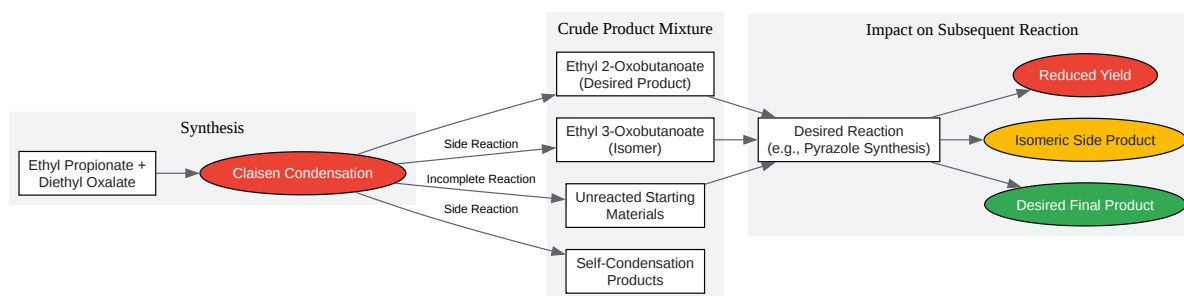 Synthesis
Ethyl Propionate +
Diethyl Oxalate
Claisen Condensation
Side Reaction
Incomplete Reaction
Side Reaction
Crude Product Mixture
Ethyl 2-Oxobutanoate
(Desired Product)
Ethyl 3-Oxobutanoate
(Isomer)
Unreacted Starting
Materials
Self-Condensation
Products
Impact on Subsequent Reaction
Desired Reaction
(e.g., Pyrazole Synthesis)
Reduced Yield
Isomeric Side Product
Desired Final Product